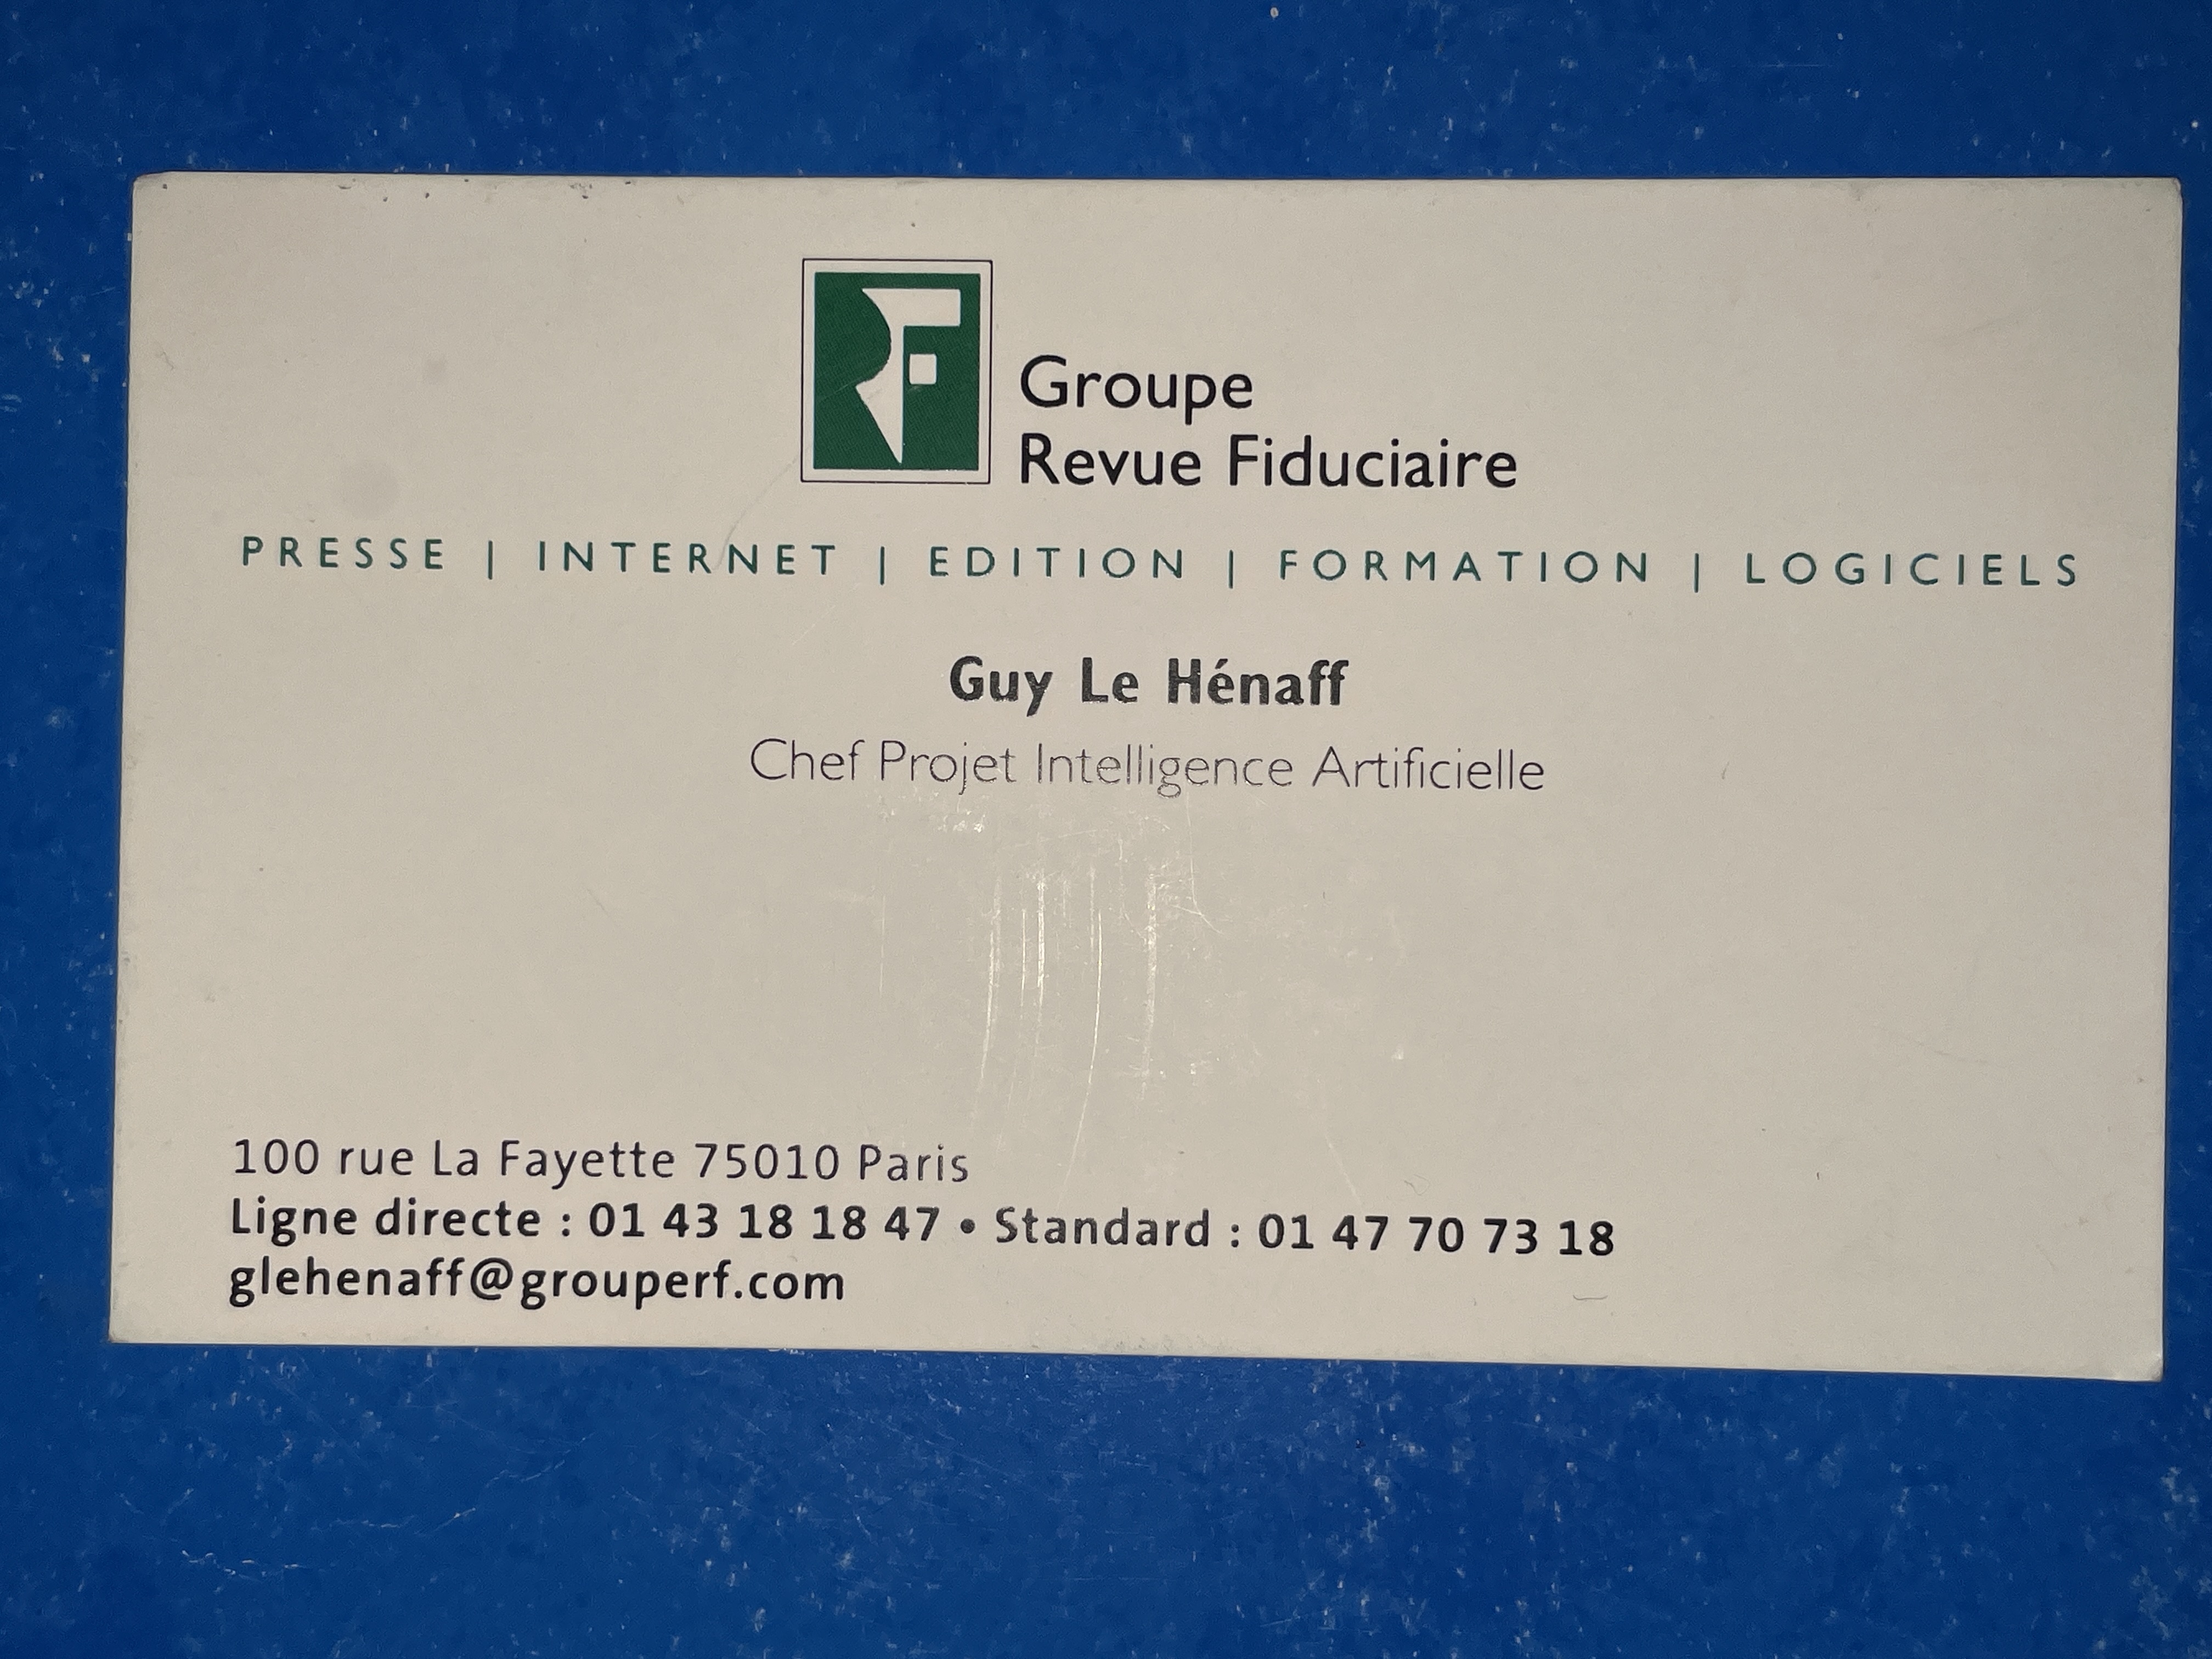 RF
Groupe
Revue Fiduciaire
PRESSE | INTERNET | EDITION | FORMATION | LOGICIELS
Guy Le Hénaff
Chef Projet Intelligence Artificielle
100 rue La Fayette 75010 Paris
Ligne directe : 01 43 18 18 47 • Standard : 01 47 70 73 18
glehenaff@grouperf.com